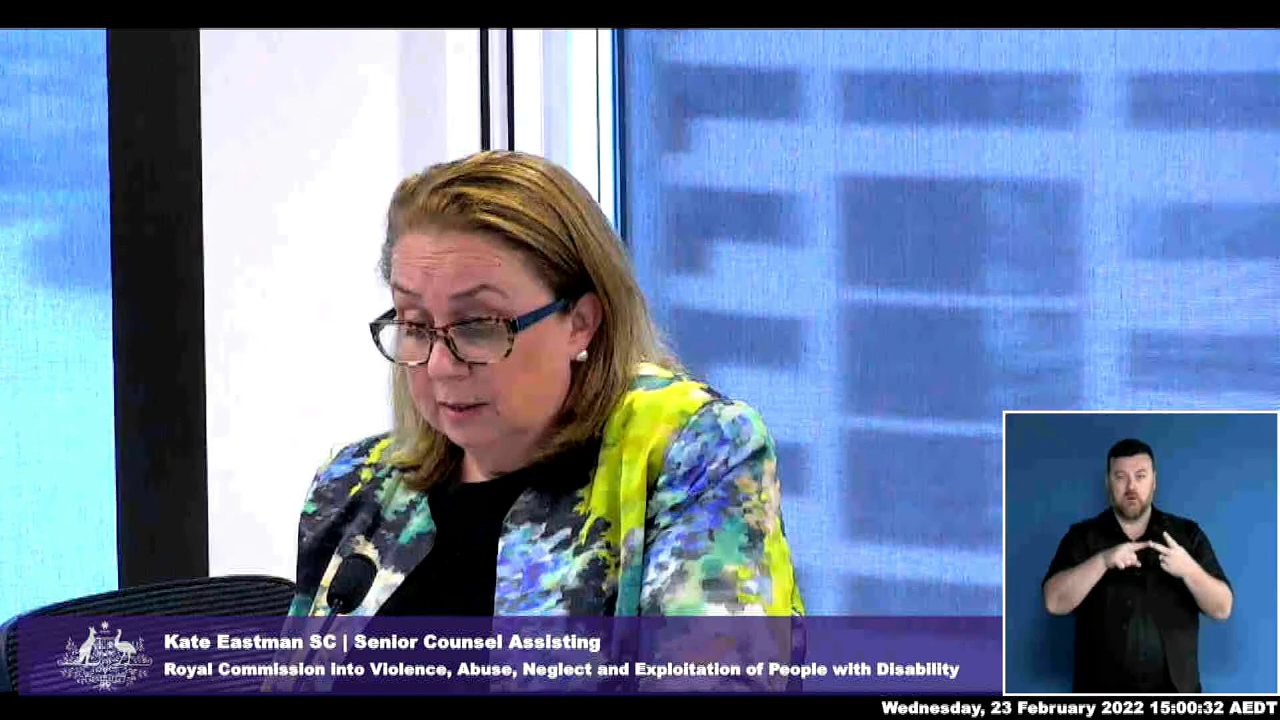 Kate Eastman SC | Senior Counsel Assisting
Royal Commission into Violence, Abuse, Neglect and Exploitation of People with Disability
Wednesday, 23 February 2022 15:00:32 AEDT